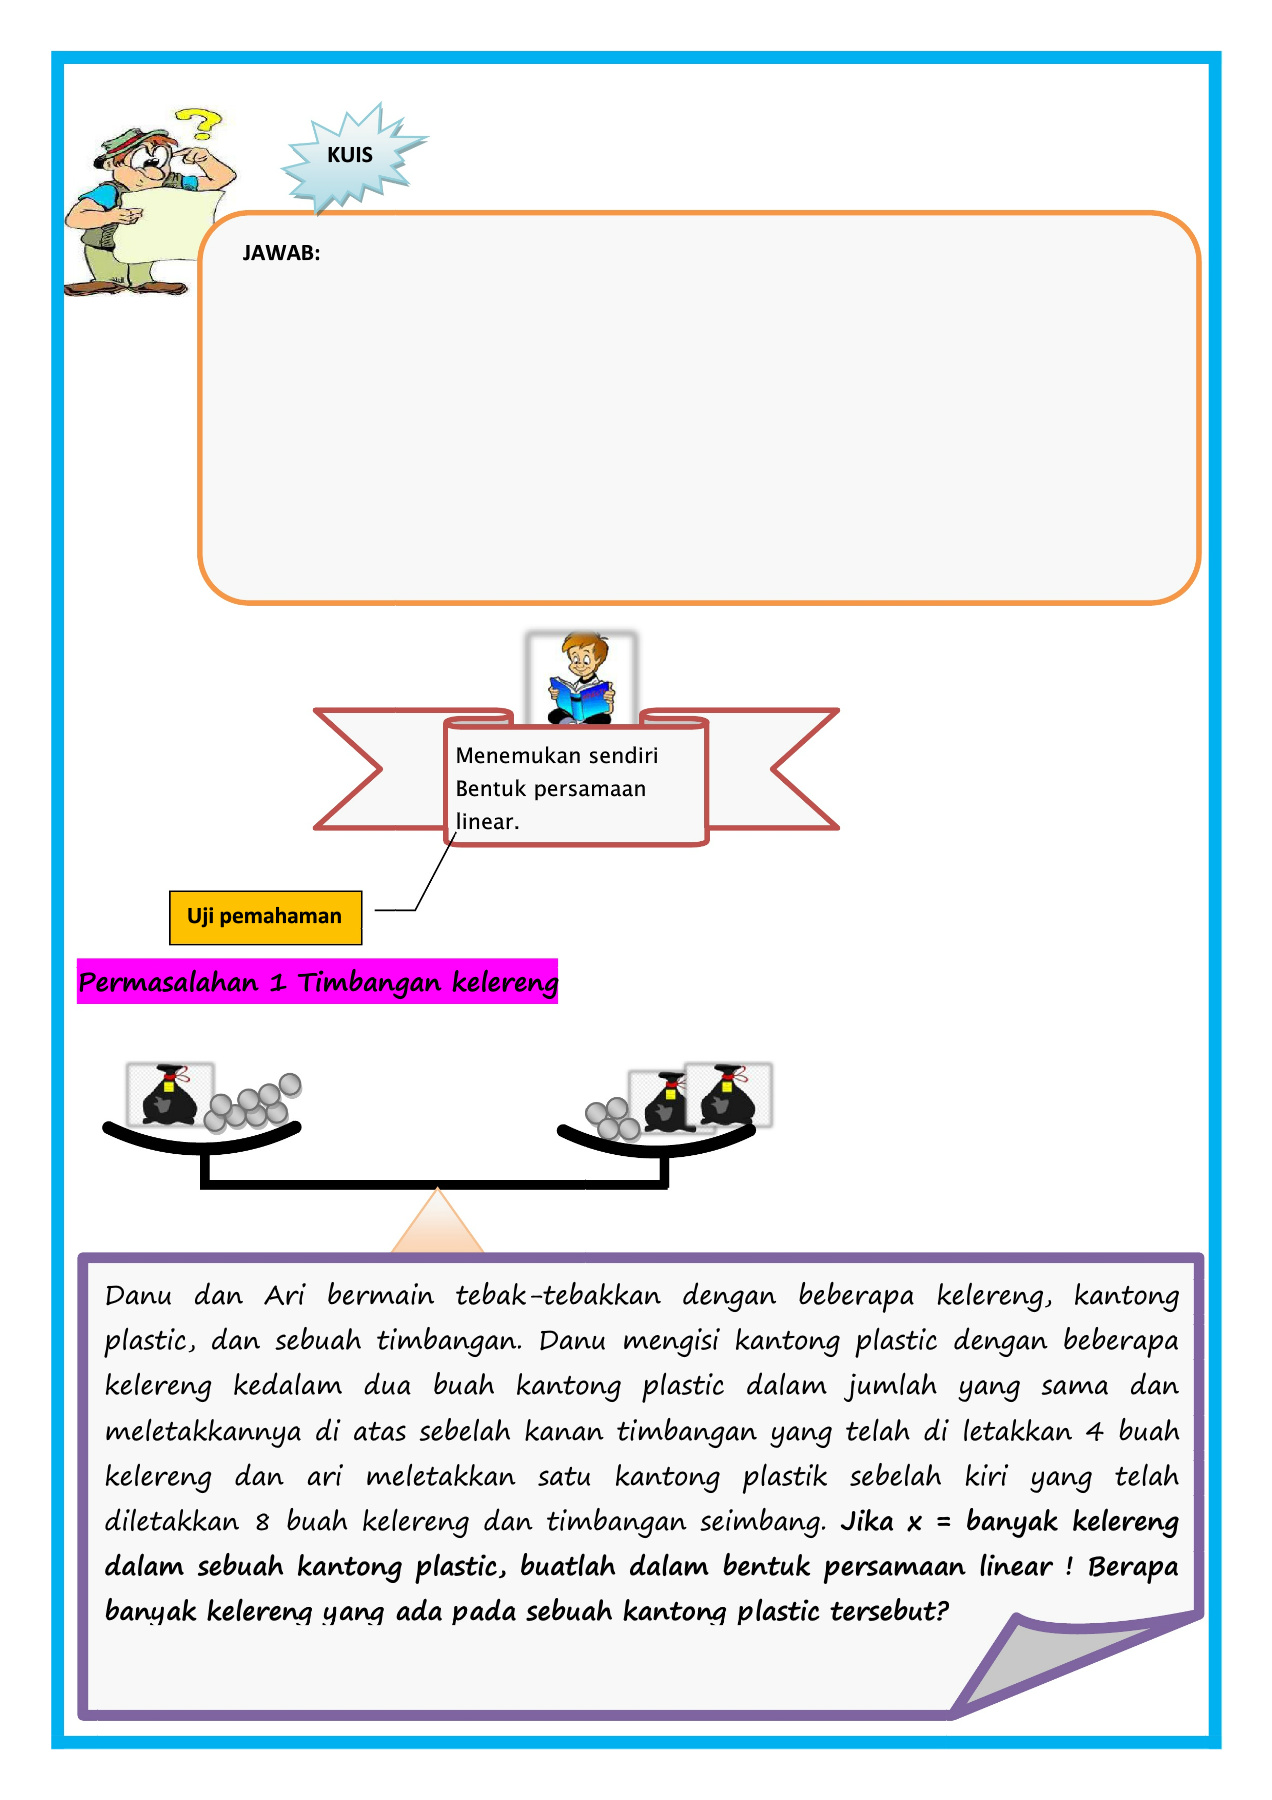 KUIS
JAWAB:
Menemukan sendiri
Bentuk persamaan
linear.
Uji pemahaman
Permasalahan 1 Timbangan kelereng
Danu dan Ari bermain tebak-tebakkan dengan beberapa kelereng, kantong
plastic, dan sebuah timbangan. Danu mengisi kantong plastic dengan beberapa
kelereng kedalam dua buah kantong plastic dalam jumlah yang sama dan
meletakkannya di atas sebelah kanan timbangan yang telah di letakkan 4 buah
kelereng dan ari meletakkan satu kantong plastik sebelah kiri yang telah
diletakkan 8 buah kelereng dan timbangan seimbang. Jika x = banyak kelereng
dalam sebuah kantong plastic, buatlah dalam bentuk persamaan linear ! Berapa
banyak kelereng yang ada pada sebuah kantong plastic tersebut?